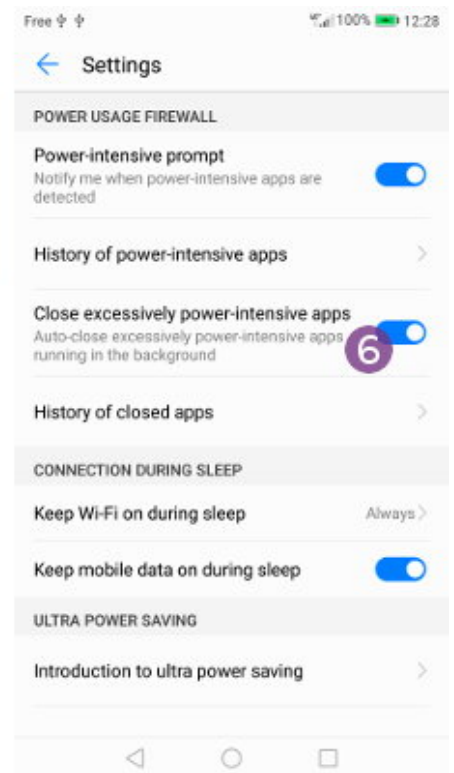 Free 100% 12:28
Settings
POWER USAGE FIREWALL
Power-intensive prompt
Notify me when power-intensive apps are
detected
History of power-intensive apps
Close excessively power-intensive apps
Auto-close excessively power-intensive apps
running in the background
6
History of closed apps
CONNECTION DURING SLEEP
Keep Wi-Fi on during sleep Always
Keep mobile data on during sleep
ULTRA POWER SAVING
Introduction to ultra power saving